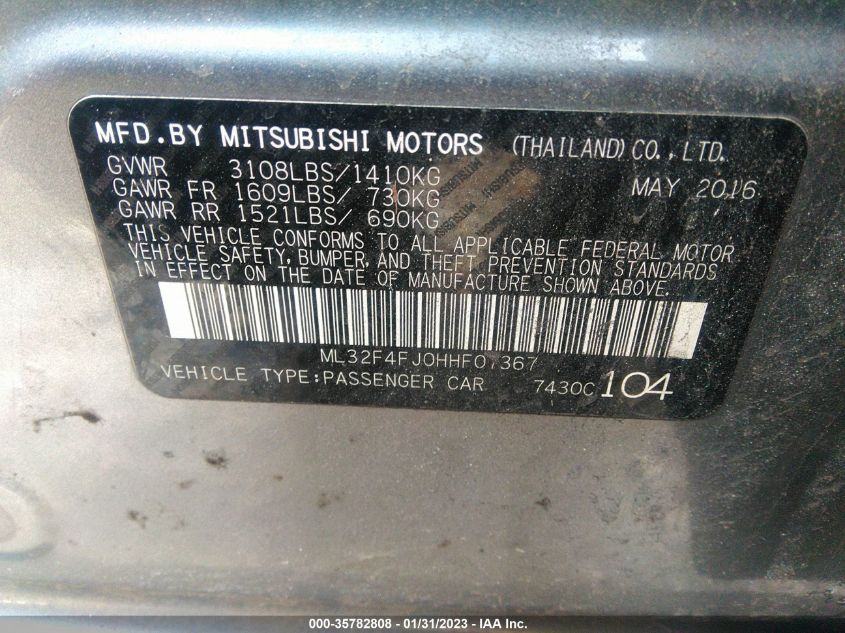 MFD.BY MITSUBISHI MOTORS (THAILAND) CO., LTD.
GVWR 3108LBS/1410KG MAY 2016
GAWR FR 1609LBS/ 730KG
GAWR RR 1521LBS/ 690KG
THIS VEHICLE CONFORMS TO ALL APPLICABLE FEDERAL MOTOR
VEHICLE SAFETY, BUMPER, AND THEFT PREVENTION STANDARDS
IN EFFECT ON THE DATE OF MANUFACTURE SHOWN ABOVE.
VEHICLE TYPE:PASSENGER CAR 7430C 104
000-35782808 - 01/31/2023 - IAA Inc.